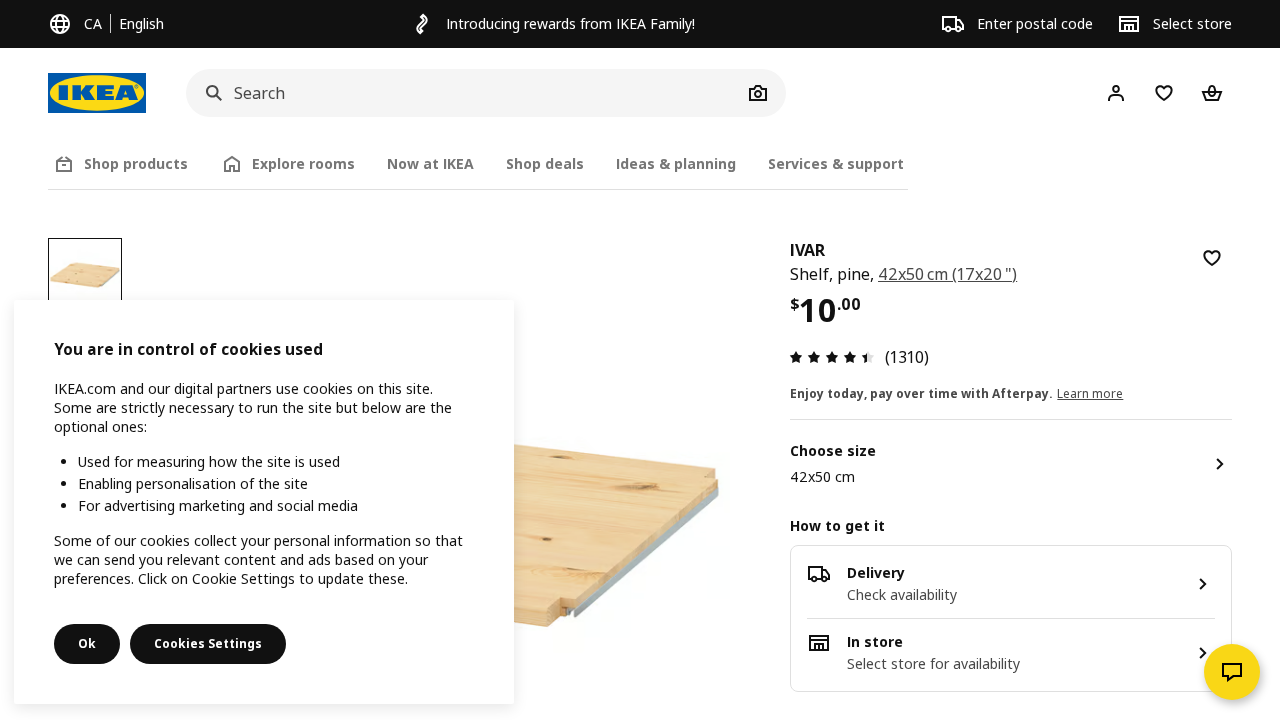 CA English
Introducing rewards from IKEA Family!
Enter postal code
Select store
IKEA
Search
Shop products
Explore rooms
Now at IKEA
Shop deals
Ideas & planning
Services & support
IVAR
Shelf, pine, 42x50 cm (17x20 ")
$10.00
(1310)
Enjoy today, pay over time with Afterpay. Learn more
Choose size
42x50 cm
How to get it
Delivery
Check availability
In store
Select store for availability
You are in control of cookies used
IKEA.com and our digital partners use cookies on this site.
Some are strictly necessary to run the site but below are the
optional ones:
• Used for measuring how the site is used
• Enabling personalisation of the site
• For advertising marketing and social media
Some of our cookies collect your personal information so that
we can send you relevant content and ads based on your
preferences. Click on Cookie Settings to update these.
Ok
Cookies Settings